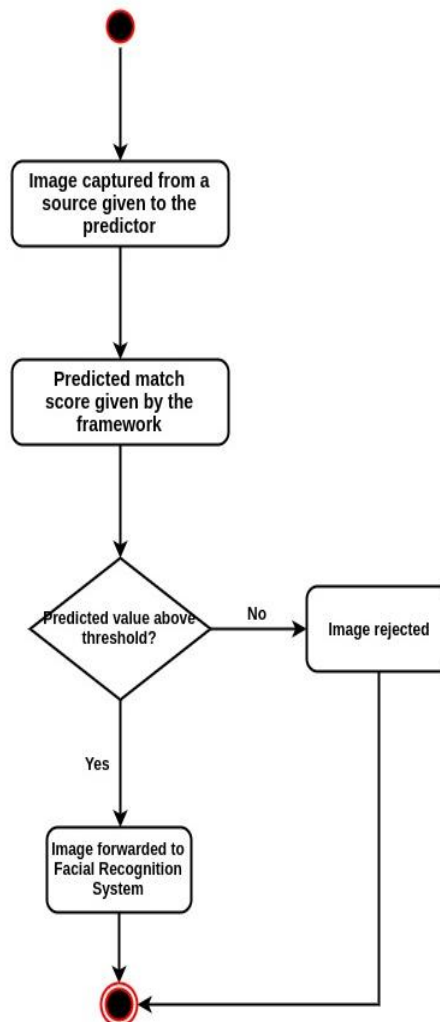 Image captured from a
source given to the
predictor
Predicted match
score given by the
framework
Predicted value above
threshold?
No
Image rejected
Yes
Image forwarded to
Facial Recognition
System